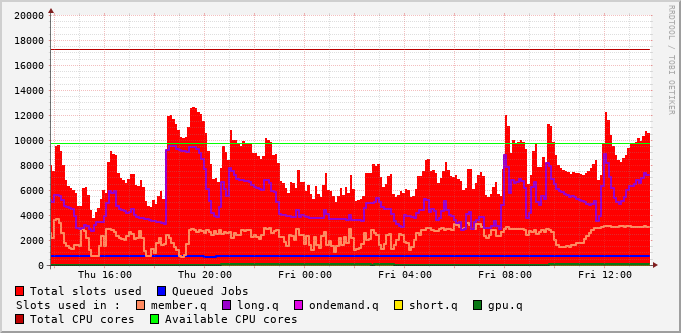 20000
18000
16000
14000
12000
10000
8000
6000
4000
2000
0
Thu 16:00 Thu 20:00 Fri 00:00 Fri 04:00 Fri 08:00 Fri 12:00
RRDTOOL / TOBI OETIKER
Total slots used Queued Jobs
Slots used in : member.q long.q ondemand.q short.q gpu.q
Total CPU cores Available CPU cores